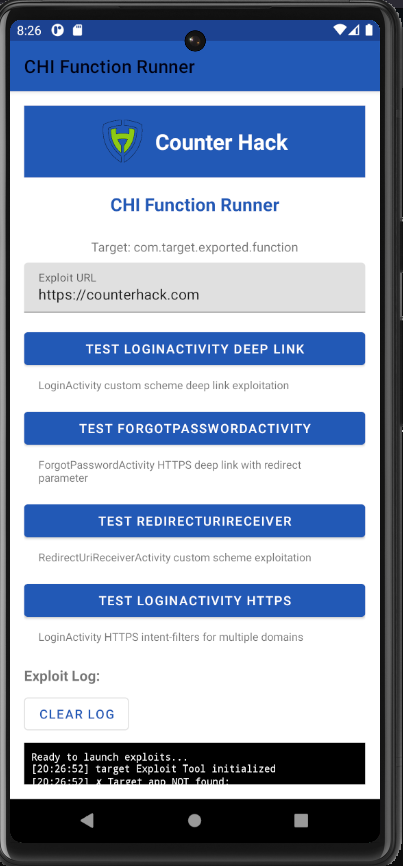 8:26
CHI Function Runner
Counter Hack
CHI Function Runner
Target: com.target.exported.function
Exploit URL
https://counterhack.com
TEST LOGINACTIVITY DEEP LINK
LoginActivity custom scheme deep link exploitation
TEST FORGOTPASSWORDACTIVITY
ForgotPasswordActivity HTTPS deep link with redirect
parameter
TEST REDIRECTURIRECEIVER
RedirectUriReceiverActivity custom scheme exploitation
TEST LOGINACTIVITY HTTPS
LoginActivity HTTPS intent-filters for multiple domains
Exploit Log:
CLEAR LOG
Ready to launch exploits...
[20:26:52] target Exploit Tool initialized
[20:26:52] ✗ Target app NOT found: